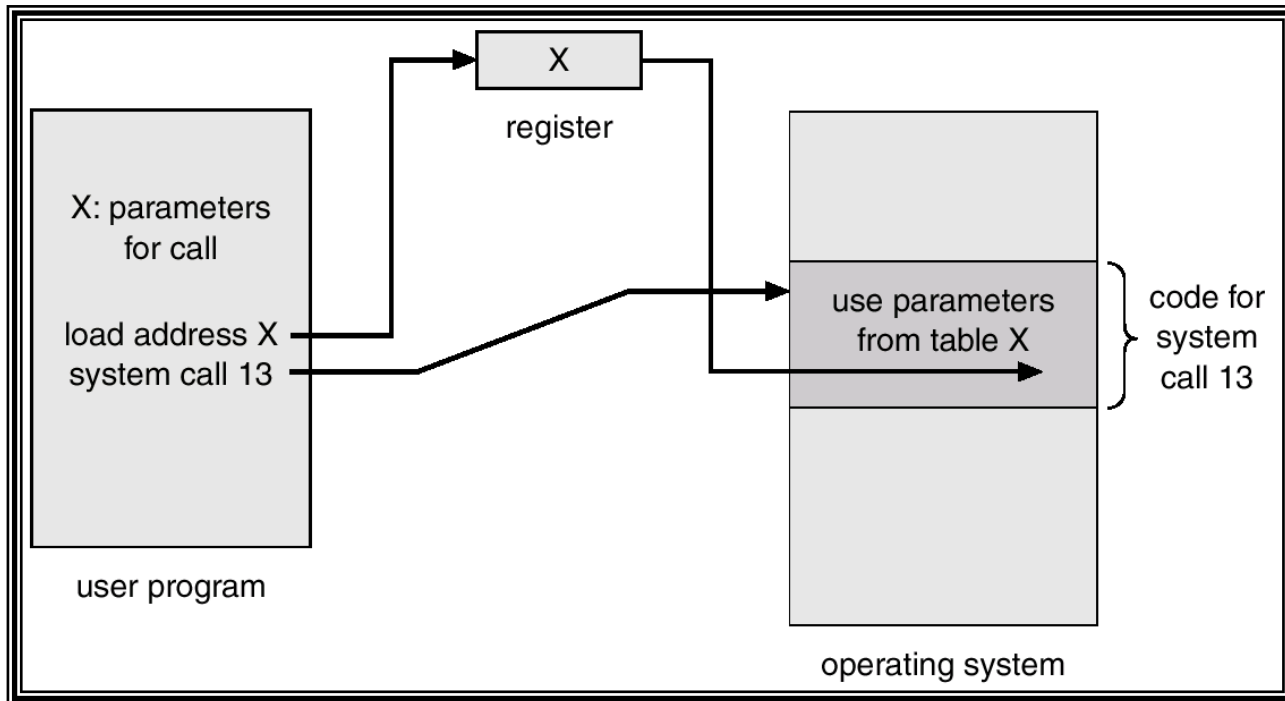 X
register
X: parameters
for call
load address X
system call 13
user program
use parameters
from table X
code for
system
call 13
operating system